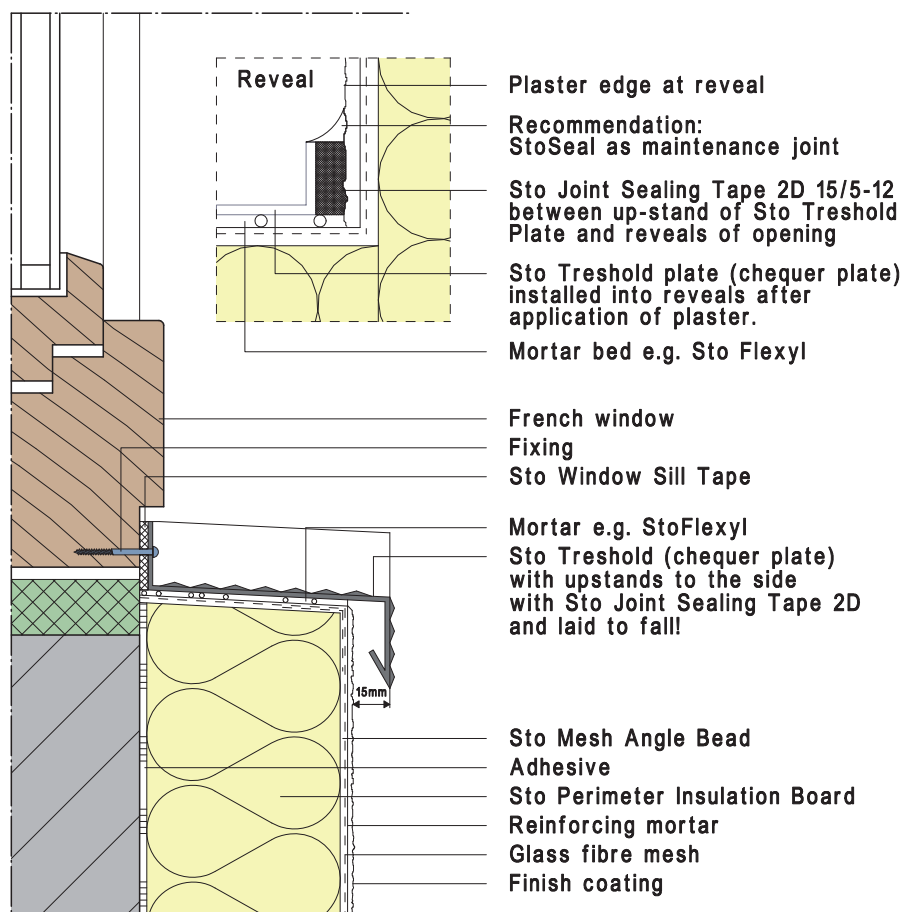 Reveal
Plaster edge at reveal
Recommendation:
StoSeal as maintenance joint
Sto Joint Sealing Tape 2D 15/5-12
between up-stand of Sto Treshold
Plate and reveals of opening
Sto Treshold plate (chequer plate)
installed into reveals after
application of plaster.
Mortar bed e.g. Sto Flexyl
French window
Fixing
Sto Window Sill Tape
Mortar e.g. StoFlexyl
Sto Treshold (chequer plate)
with upstands to the side
with Sto Joint Sealing Tape 2D
and laid to fall!
15mm
Sto Mesh Angle Bead
Adhesive
Sto Perimeter Insulation Board
Reinforcing mortar
Glass fibre mesh
Finish coating